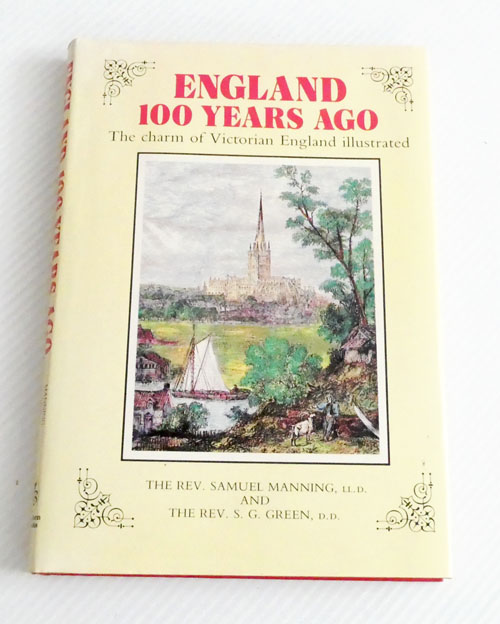 ENGLAND
100 YEARS AGO
The charm of Victorian England illustrated
THE REV. SAMUEL MANNING, LL.D.
AND
THE REV. S. G. GREEN, D.D.
ENGLAND 100 YEARS AGO